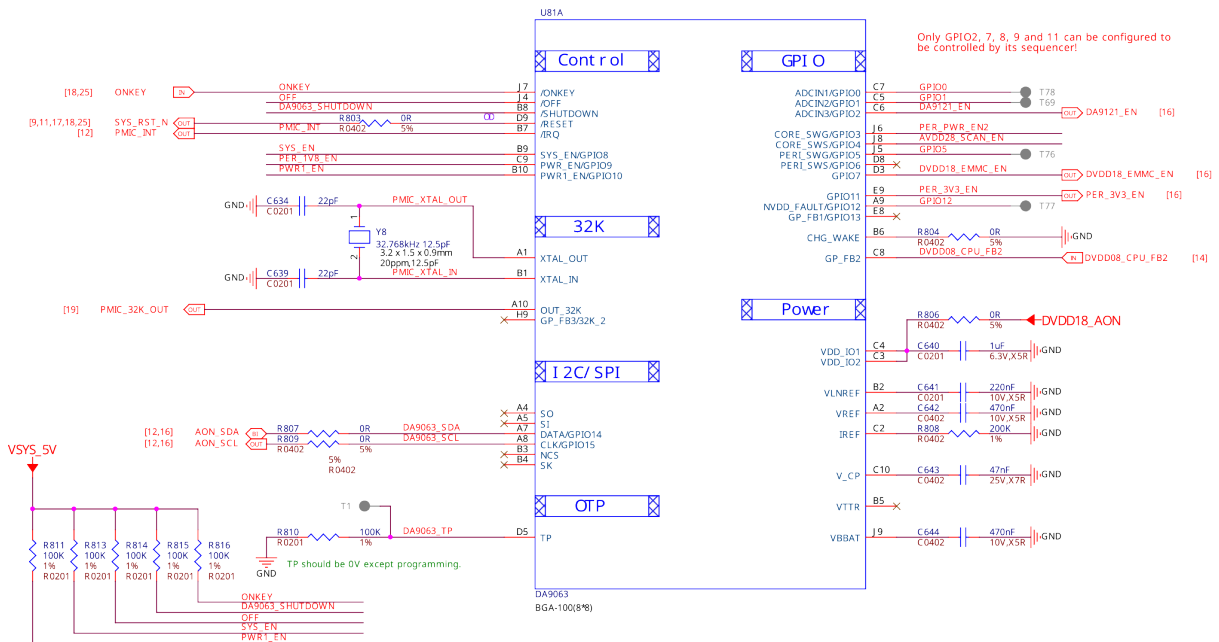 U81A
Only GPIO2, 7, 8, 9 and 11 can be configured to
be controlled by its sequencer!
Control
GPIO
[18,25] ONKEY IN ONKEY J7 /ONKEY
OFF J4 /OFF
DA9063_SHUTDOWN B8 /SHUTDOWN
[9,11,17,18,25] SYS_RST_N OUT R803 0R D9 /RESET
[12] PMIC_INT OUT PMIC_INT R0402 5% B7 /IRQ
SYS_EN B9 SYS_EN/GPIO8
PER_1V8_EN C9 PWR_EN/GPIO9
PWR1_EN B10 PWR1_EN/GPIO10
ADCIN1/GPIO0 C7 GPIO0 T78
ADCIN2/GPIO1 C5 GPIO1 T69
ADCIN3/GPIO2 C6 DA9121_EN OUT DA9121_EN [16]
CORE_SWG/GPIO3 J6 PER_PWR_EN2
CORE_SWS/GPIO4 J8 AVDD28_SCAN_EN
PERI_SWG/GPIO5 J5 GPIO5 T76
PERI_SWS/GPIO6 D8
GPIO7 D3 DVDD18_EMMC_EN OUT DVDD18_EMMC_EN [16]
GPIO11 E9 PER_3V3_EN OUT PER_3V3_EN [16]
NVDD_FAULT/GPIO12 A9 GPIO12 T77
GP_FB1/GPIO13 E8
CHG_WAKE B6 R804 0R GND
R0402 5%
GP_FB2 C8 DVDD08_CPU_FB2 IN DVDD08_CPU_FB2 [14]
GND C634 22pF PMIC_XTAL_OUT
C0201
32K
1
Y8
32,768kHz 12.5pF
3.2 x 1.5 x 0.9mm
20ppm,12.5pF
2
A1 XTAL_OUT
GND C639 22pF PMIC_XTAL_IN B1 XTAL_IN
C0201
[19] PMIC_32K_OUT OUT A10 OUT_32K
H9 GP_FB3/32K_2
Power
R806 0R DVDD18_AON
R0402 5%
VDD_IO1 C4 C640 1uF GND
VDD_IO2 C3 C0201 6.3V,X5R
VLNREF B2 C641 220nF GND
C0201 10V,X5R
VREF A2 C642 470nF GND
C0402 10V,X5R
IREF C2 R808 200K GND
R0402 1%
V_CP C10 C643 47nF GND
C0402 25V,X7R
VTTR B5
VBBAT J9 C644 470nF GND
C0402 10V,X5R
I2C/SPI
A4 SO
A5 SI
[12,16] AON_SDA BI R807 0R DA9063_SDA A7 DATA/GPIO14
[12,16] AON_SCL OUT R809 0R DA9063_SCL A8 CLK/GPIO15
R0402 5%
B3 NCS
5%
B4 SK
R0402
VSYS_5V
OTP
T1
R810 100K DA9063_TP D5 TP
R0201 1%
GND
TP should be 0V except programming.
R811 R813 R814 R815 R816
100K 100K 100K 100K 100K
1% 1% 1% 1% 1%
R0201 R0201 R0201 R0201 R0201
ONKEY
DA9063_SHUTDOWN
OFF
SYS_EN
PWR1_EN
DA9063
BGA-100(8*8)